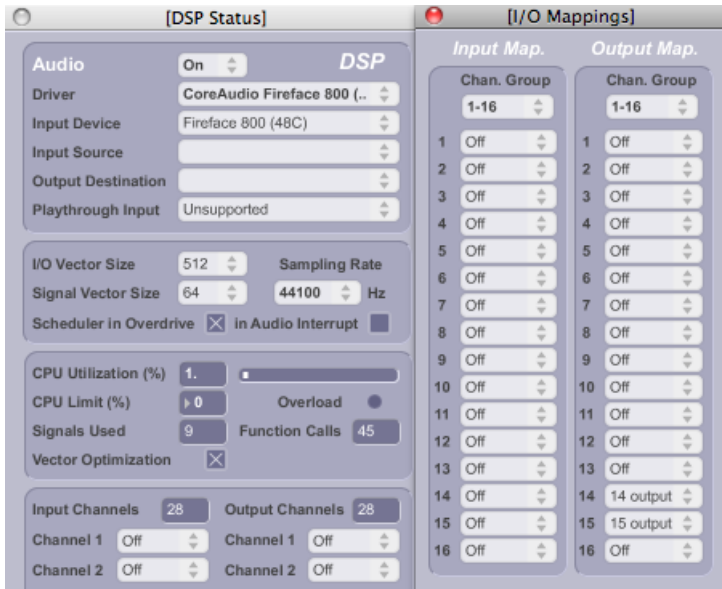 [DSP Status]
Audio On DSP
Driver CoreAudio Fireface 800 (..
Input Device Fireface 800 (48C)
Input Source
Output Destination
Playthrough Input Unsupported
I/O Vector Size 512 Sampling Rate
Signal Vector Size 64 44100 Hz
Scheduler in Overdrive in Audio Interrupt
CPU Utilization (%) 1.
CPU Limit (%) 0 Overload
Signals Used 9 Function Calls 45
Vector Optimization
Input Channels 28 Output Channels 28
Channel 1 Off Channel 1 Off
Channel 2 Off Channel 2 Off
[I/O Mappings]
Input Map. Output Map.
Chan. Group Chan. Group
1-16 1-16
1 Off 1 Off
2 Off 2 Off
3 Off 3 Off
4 Off 4 Off
5 Off 5 Off
6 Off 6 Off
7 Off 7 Off
8 Off 8 Off
9 Off 9 Off
10 Off 10 Off
11 Off 11 Off
12 Off 12 Off
13 Off 13 Off
14 Off 14 14 output
15 Off 15 15 output
16 Off 16 Off